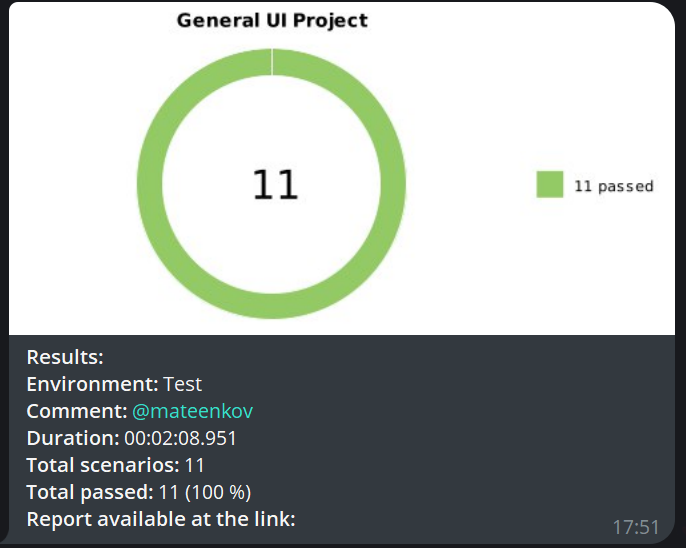 General UI Project
11
11 passed
Results:
Environment: Test
Comment: @mateenkov
Duration: 00:02:08.951
Total scenarios: 11
Total passed: 11 (100 %)
Report available at the link:
17:51